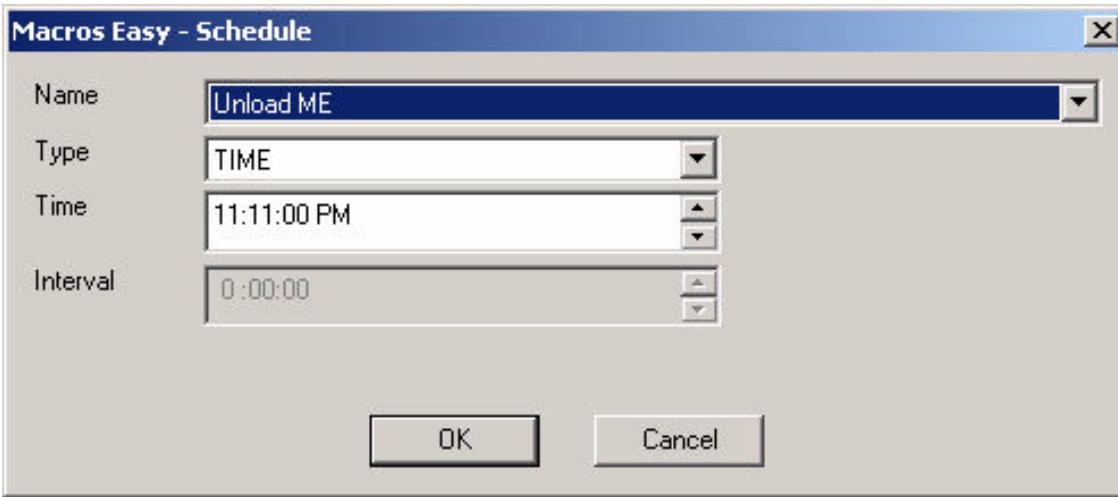 Macros Easy - Schedule
Name Unload ME
Type TIME
Time 11:11:00 PM
Interval 0 :00:00
OK Cancel